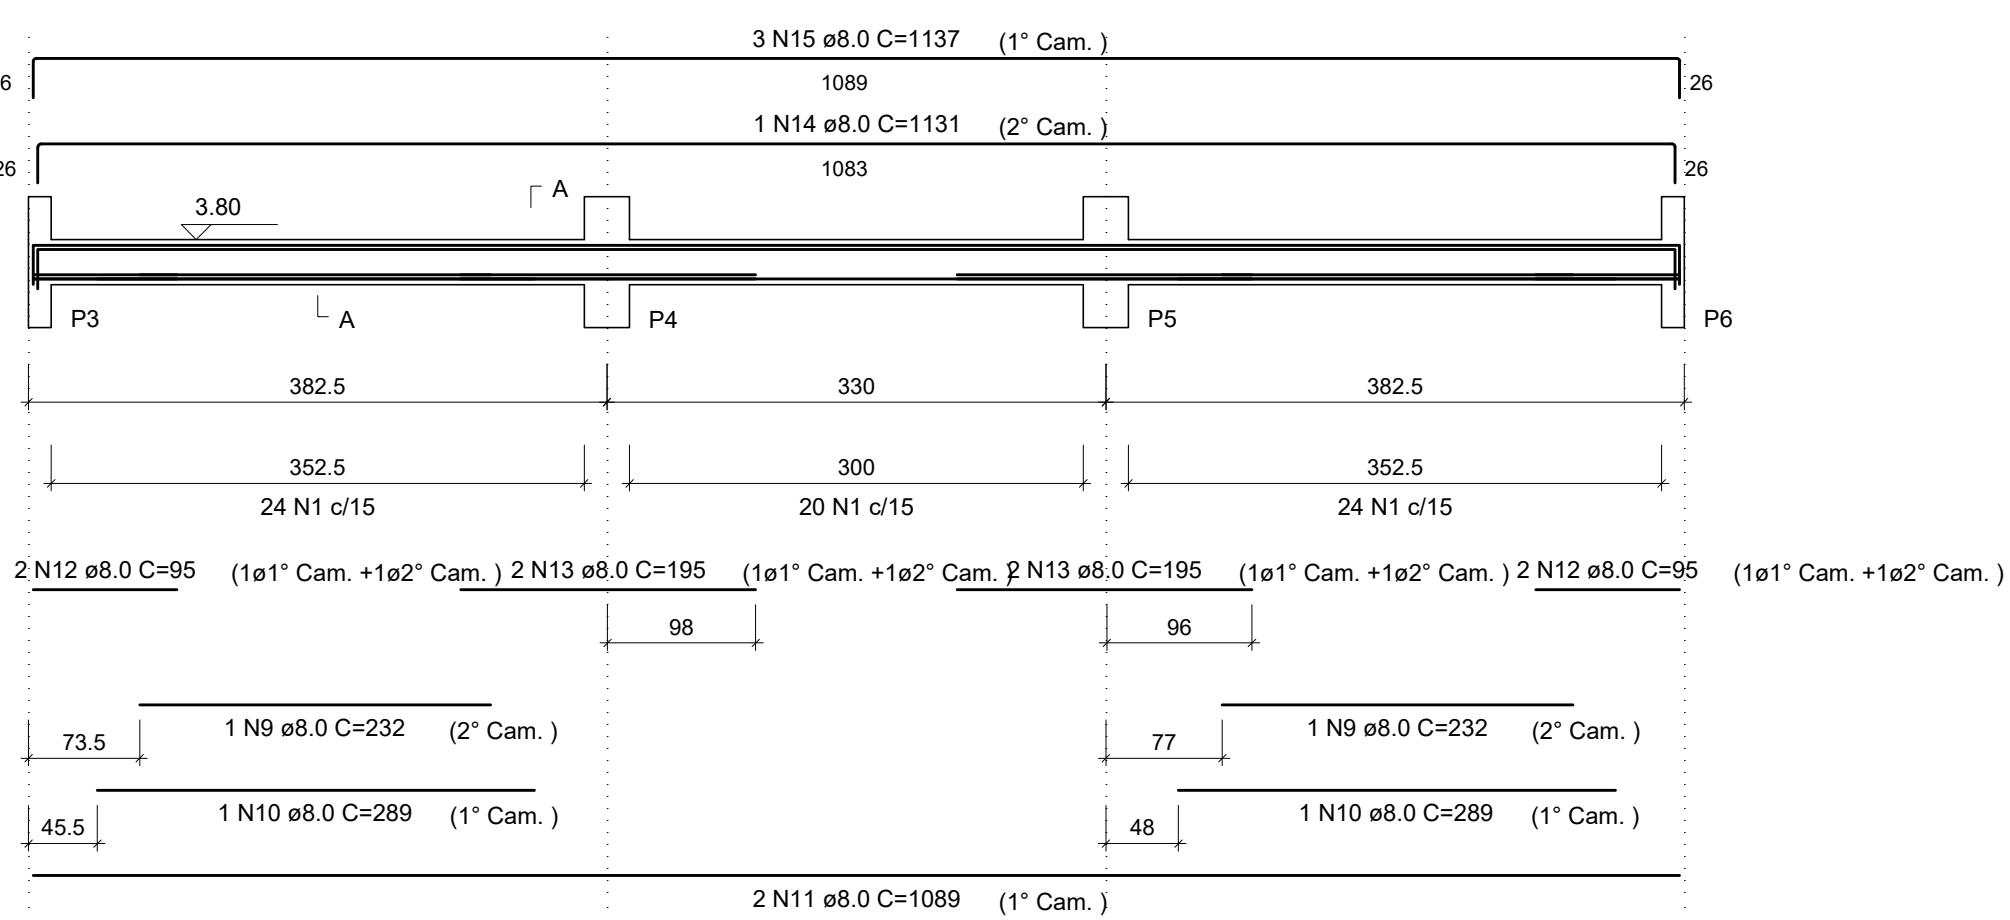 3 N15 ø8.0 C=1137 (1° Cam. )
6 1089 26
1 N14 ø8.0 C=1131 (2° Cam. )
26 1083 26
A
3.80
P3 A P4 P5 P6
382.5 330 382.5
352.5 300 352.5
24 N1 c/15 20 N1 c/15 24 N1 c/15
2 N12 ø8.0 C=95 (1ø1° Cam. +1ø2° Cam. ) 2 N13 ø8.0 C=195 (1ø1° Cam. +1ø2° Cam. ) 2 N13 ø8.0 C=195 (1ø1° Cam. +1ø2° Cam. ) 2 N12 ø8.0 C=95 (1ø1° Cam. +1ø2° Cam. )
98 96
1 N9 ø8.0 C=232 (2° Cam. ) 1 N9 ø8.0 C=232 (2° Cam. )
73.5 77
1 N10 ø8.0 C=289 (1° Cam. ) 1 N10 ø8.0 C=289 (1° Cam. )
45.5 48
2 N11 ø8.0 C=1089 (1° Cam. )